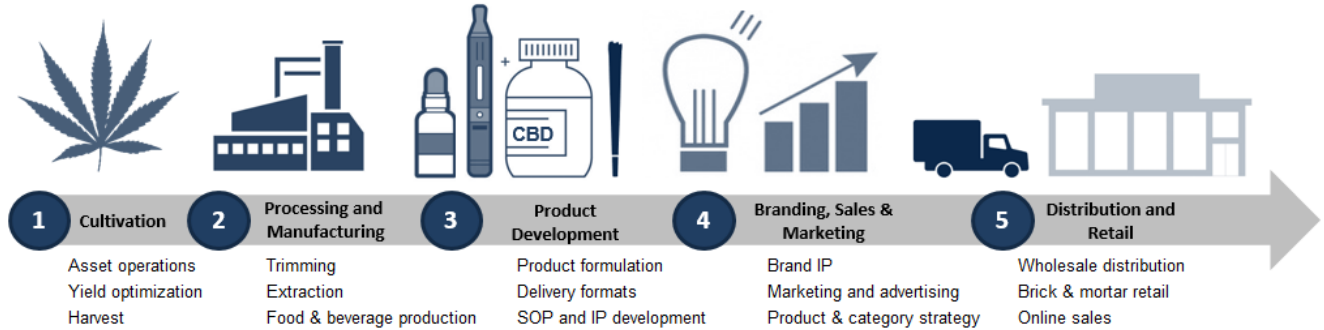 +
CBD
1
Cultivation
Asset operations
Yield optimization
Harvest
2
Processing and
Manufacturing
Trimming
Extraction
Food & beverage production
3
Product
Development
Product formulation
Delivery formats
SOP and IP development
4
Branding, Sales &
Marketing
Brand IP
Marketing and advertising
Product & category strategy
5
Distribution and
Retail
Wholesale distribution
Brick & mortar retail
Online sales